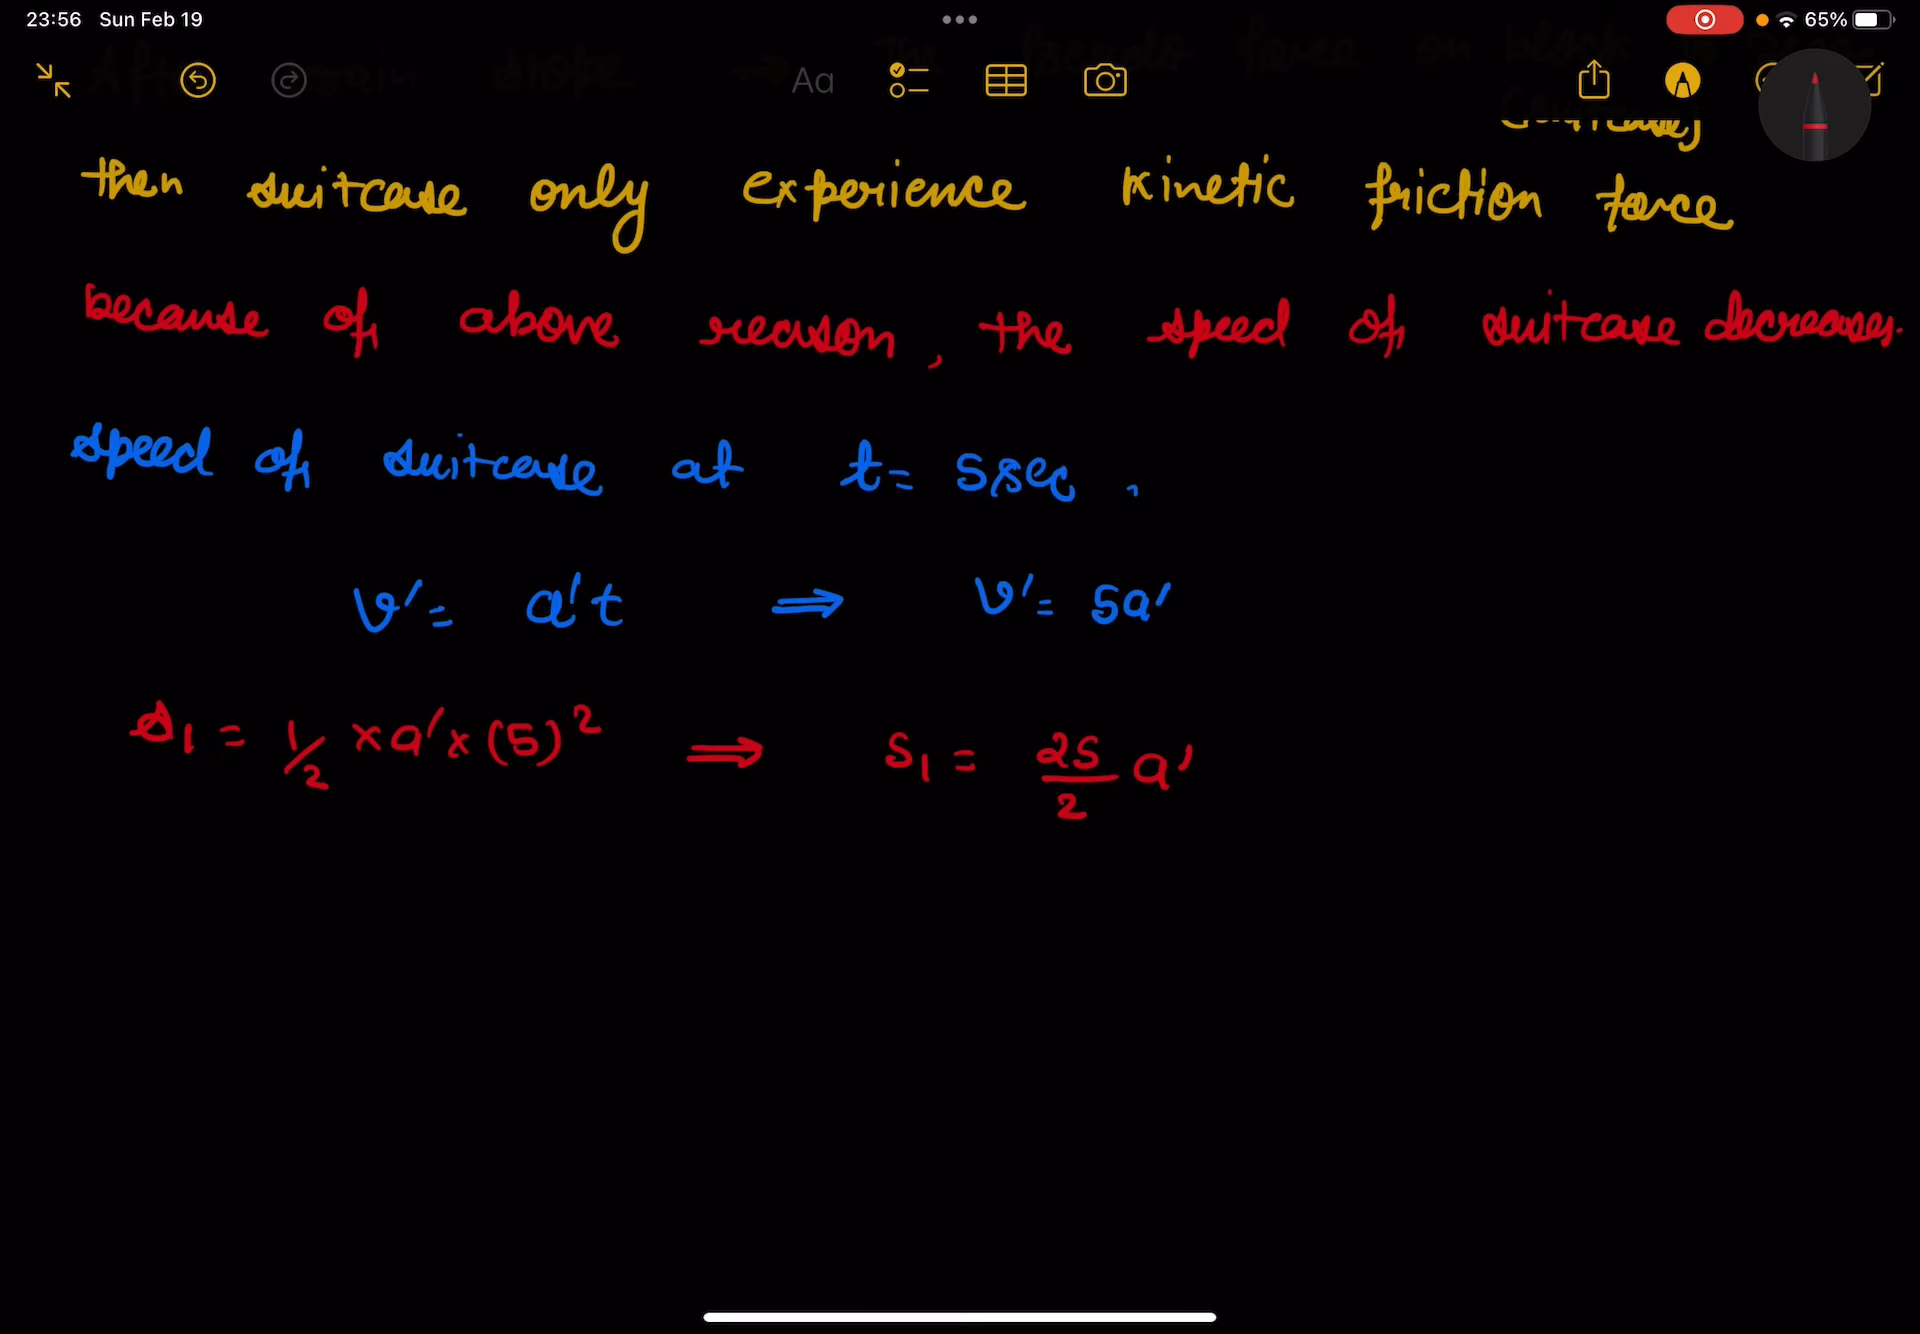 23:56 Sun Feb 19
65%
Aa
then suitcase only experience kinetic friction force
because of above reason, the speed of suitcase decreases.
speed of suitcase at t = 5sec,
v' = a't ⇒ v' = 5a'
s₁ = 1/2 × a' × (5)² ⇒ s₁ = 25/2 a'